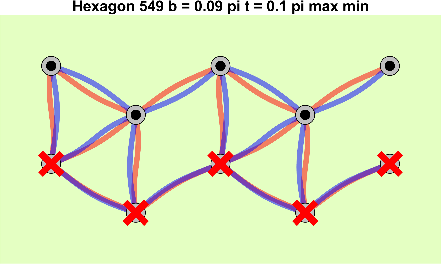 Hexagon 549 b = 0.09 pi t = 0.1 pi max min